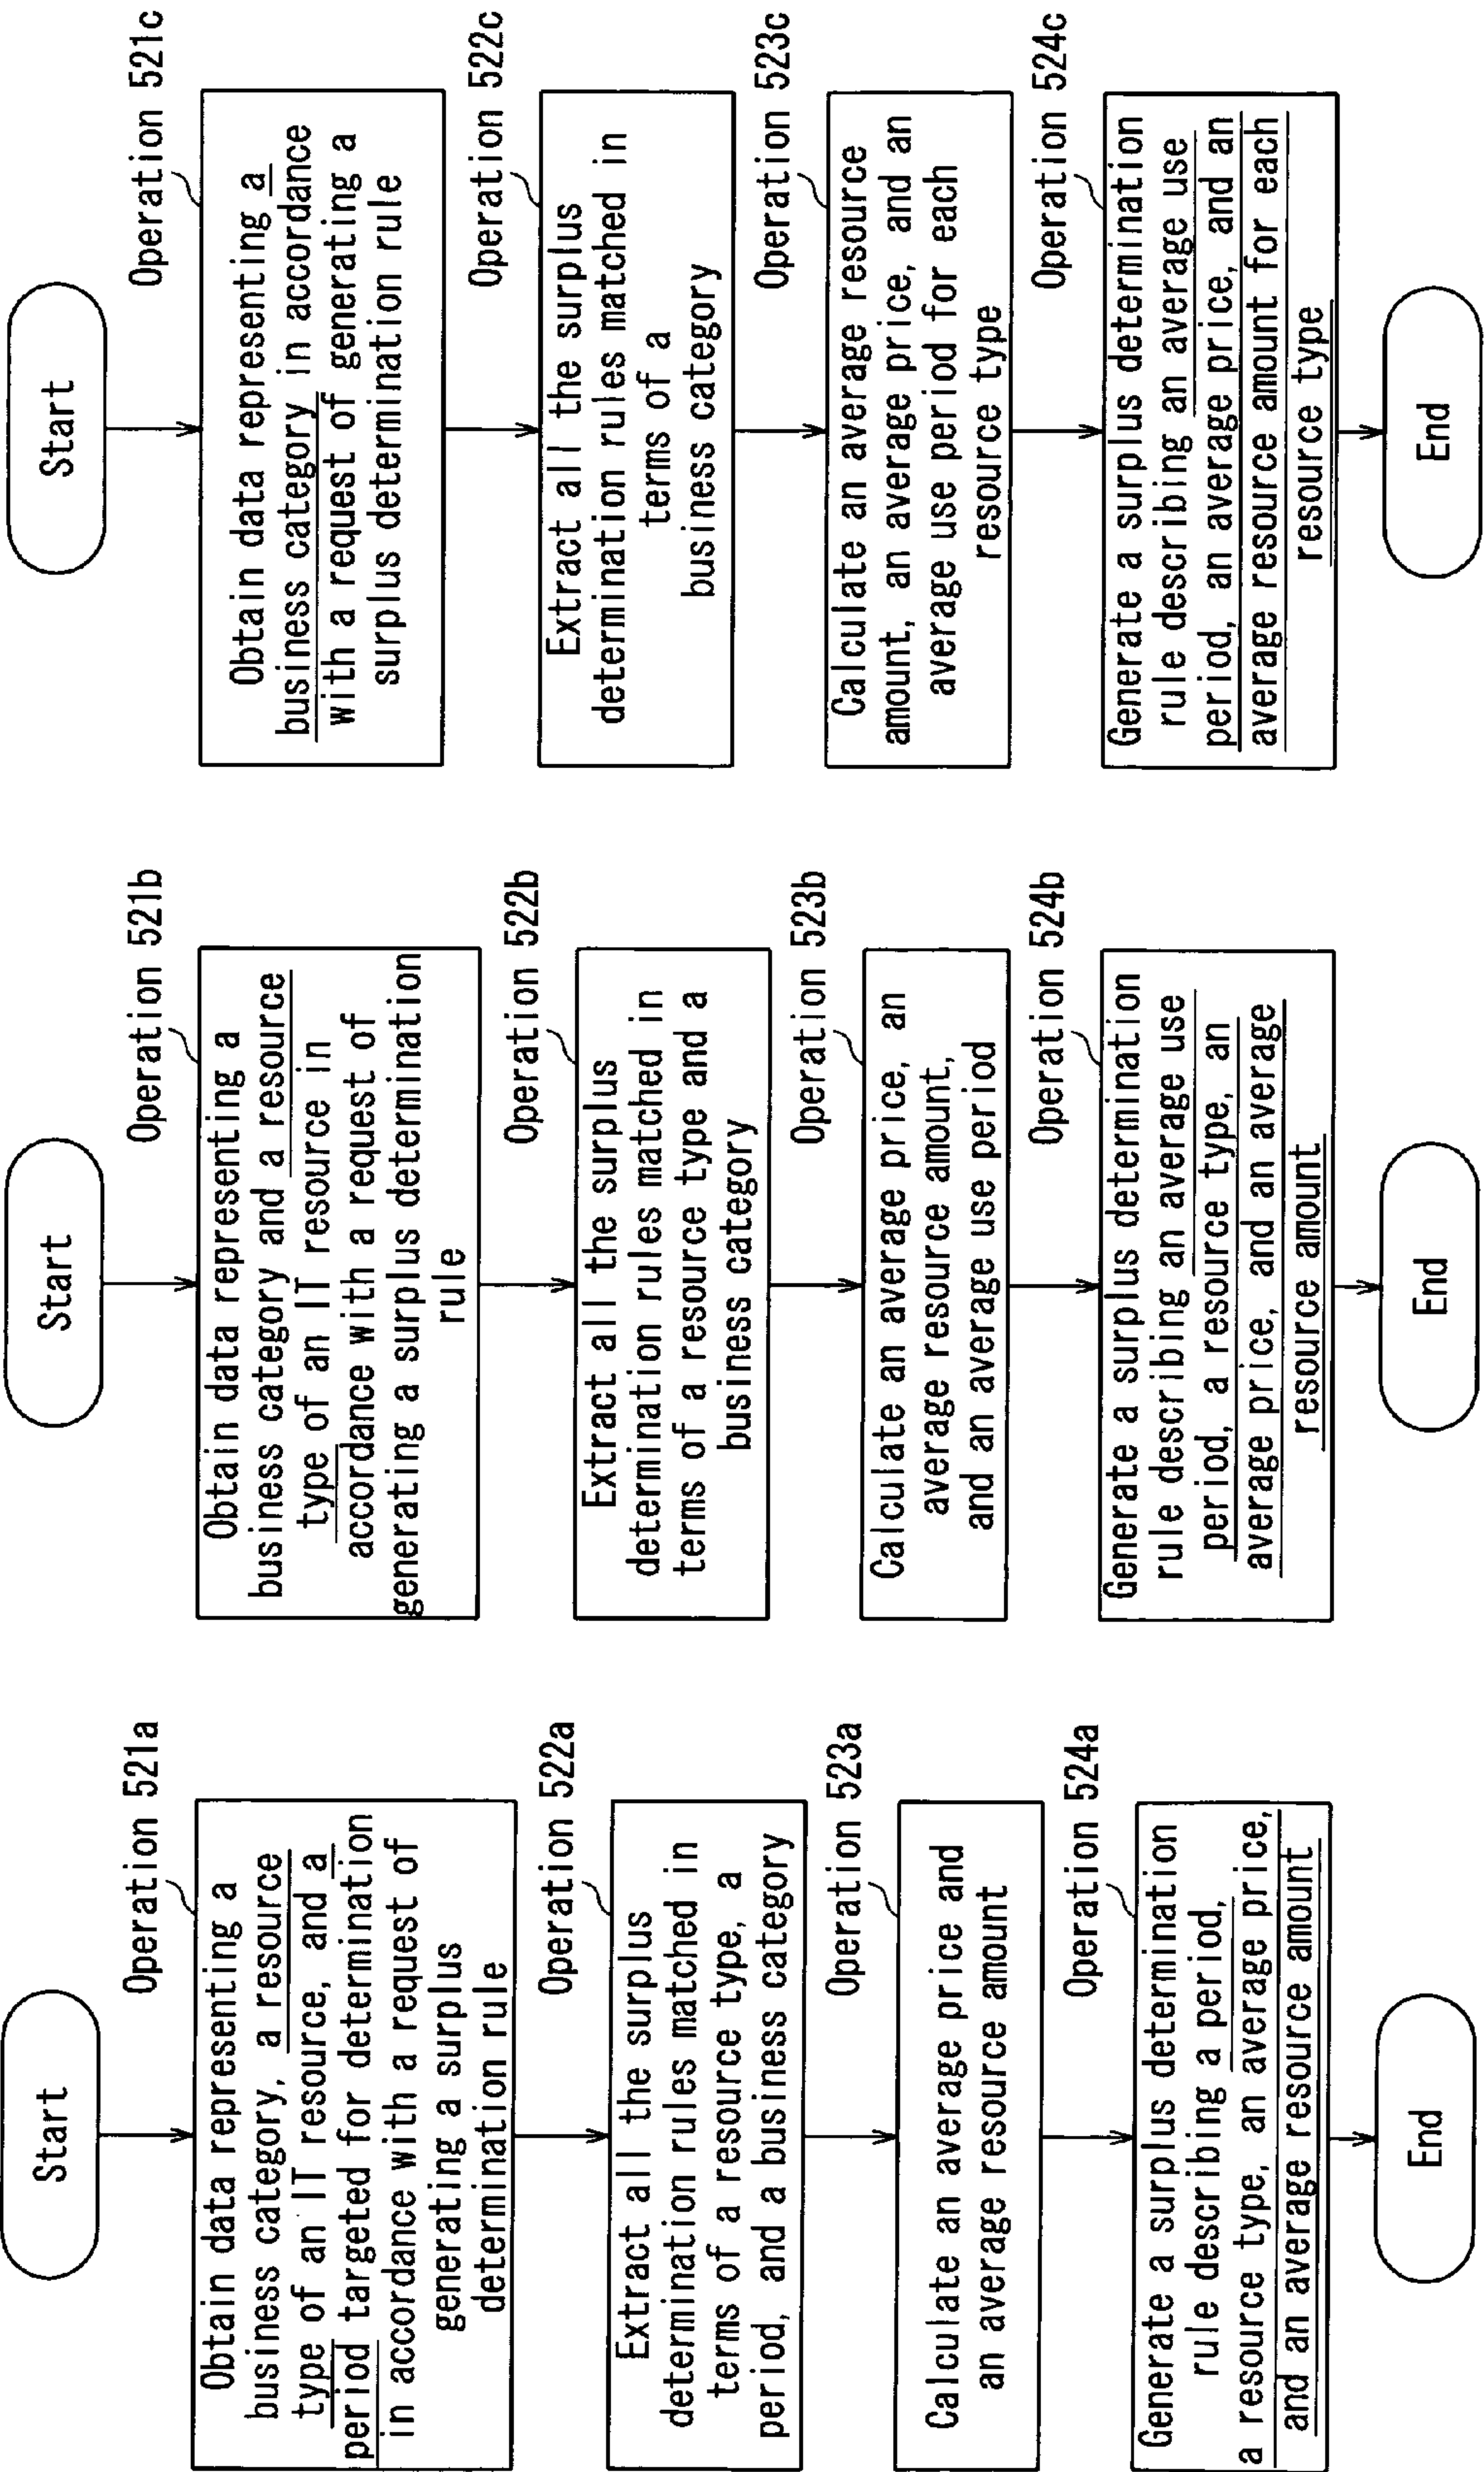 Start
Operation 521a
Obtain data representing a
business category, a resource
type of an IT resource, and a
period targeted for determination
in accordance with a request of
generating a surplus
determination rule
Operation 522a
Extract all the surplus
determination rules matched in
terms of a resource type, a
period, and a business category
Operation 523a
Calculate an average price and
an average resource amount
Operation 524a
Generate a surplus determination
rule describing a period,
a resource type, an average price,
and an average resource amount
End
Start
Operation 521b
Obtain data representing a
business category and a resource
type of an IT resource in
accordance with a request of
generating a surplus determination
rule
Operation 522b
Extract all the surplus
determination rules matched in
terms of a resource type and a
business category
Operation 523b
Calculate an average price, an
average resource amount,
and an average use period
Operation 524b
Generate a surplus determination
rule describing an average use
period, a resource type, an
average price, and an average
resource amount
End
Start
Operation 521c
Obtain data representing a
business category in accordance
with a request of generating a
surplus determination rule
Operation 522c
Extract all the surplus
determination rules matched in
terms of a
business category
Operation 523c
Calculate an average resource
amount, an average price, and an
average use period for each
resource type
Operation 524c
Generate a surplus determination
rule describing an average use
period, an average price, and an
average resource amount for each
resource type
End